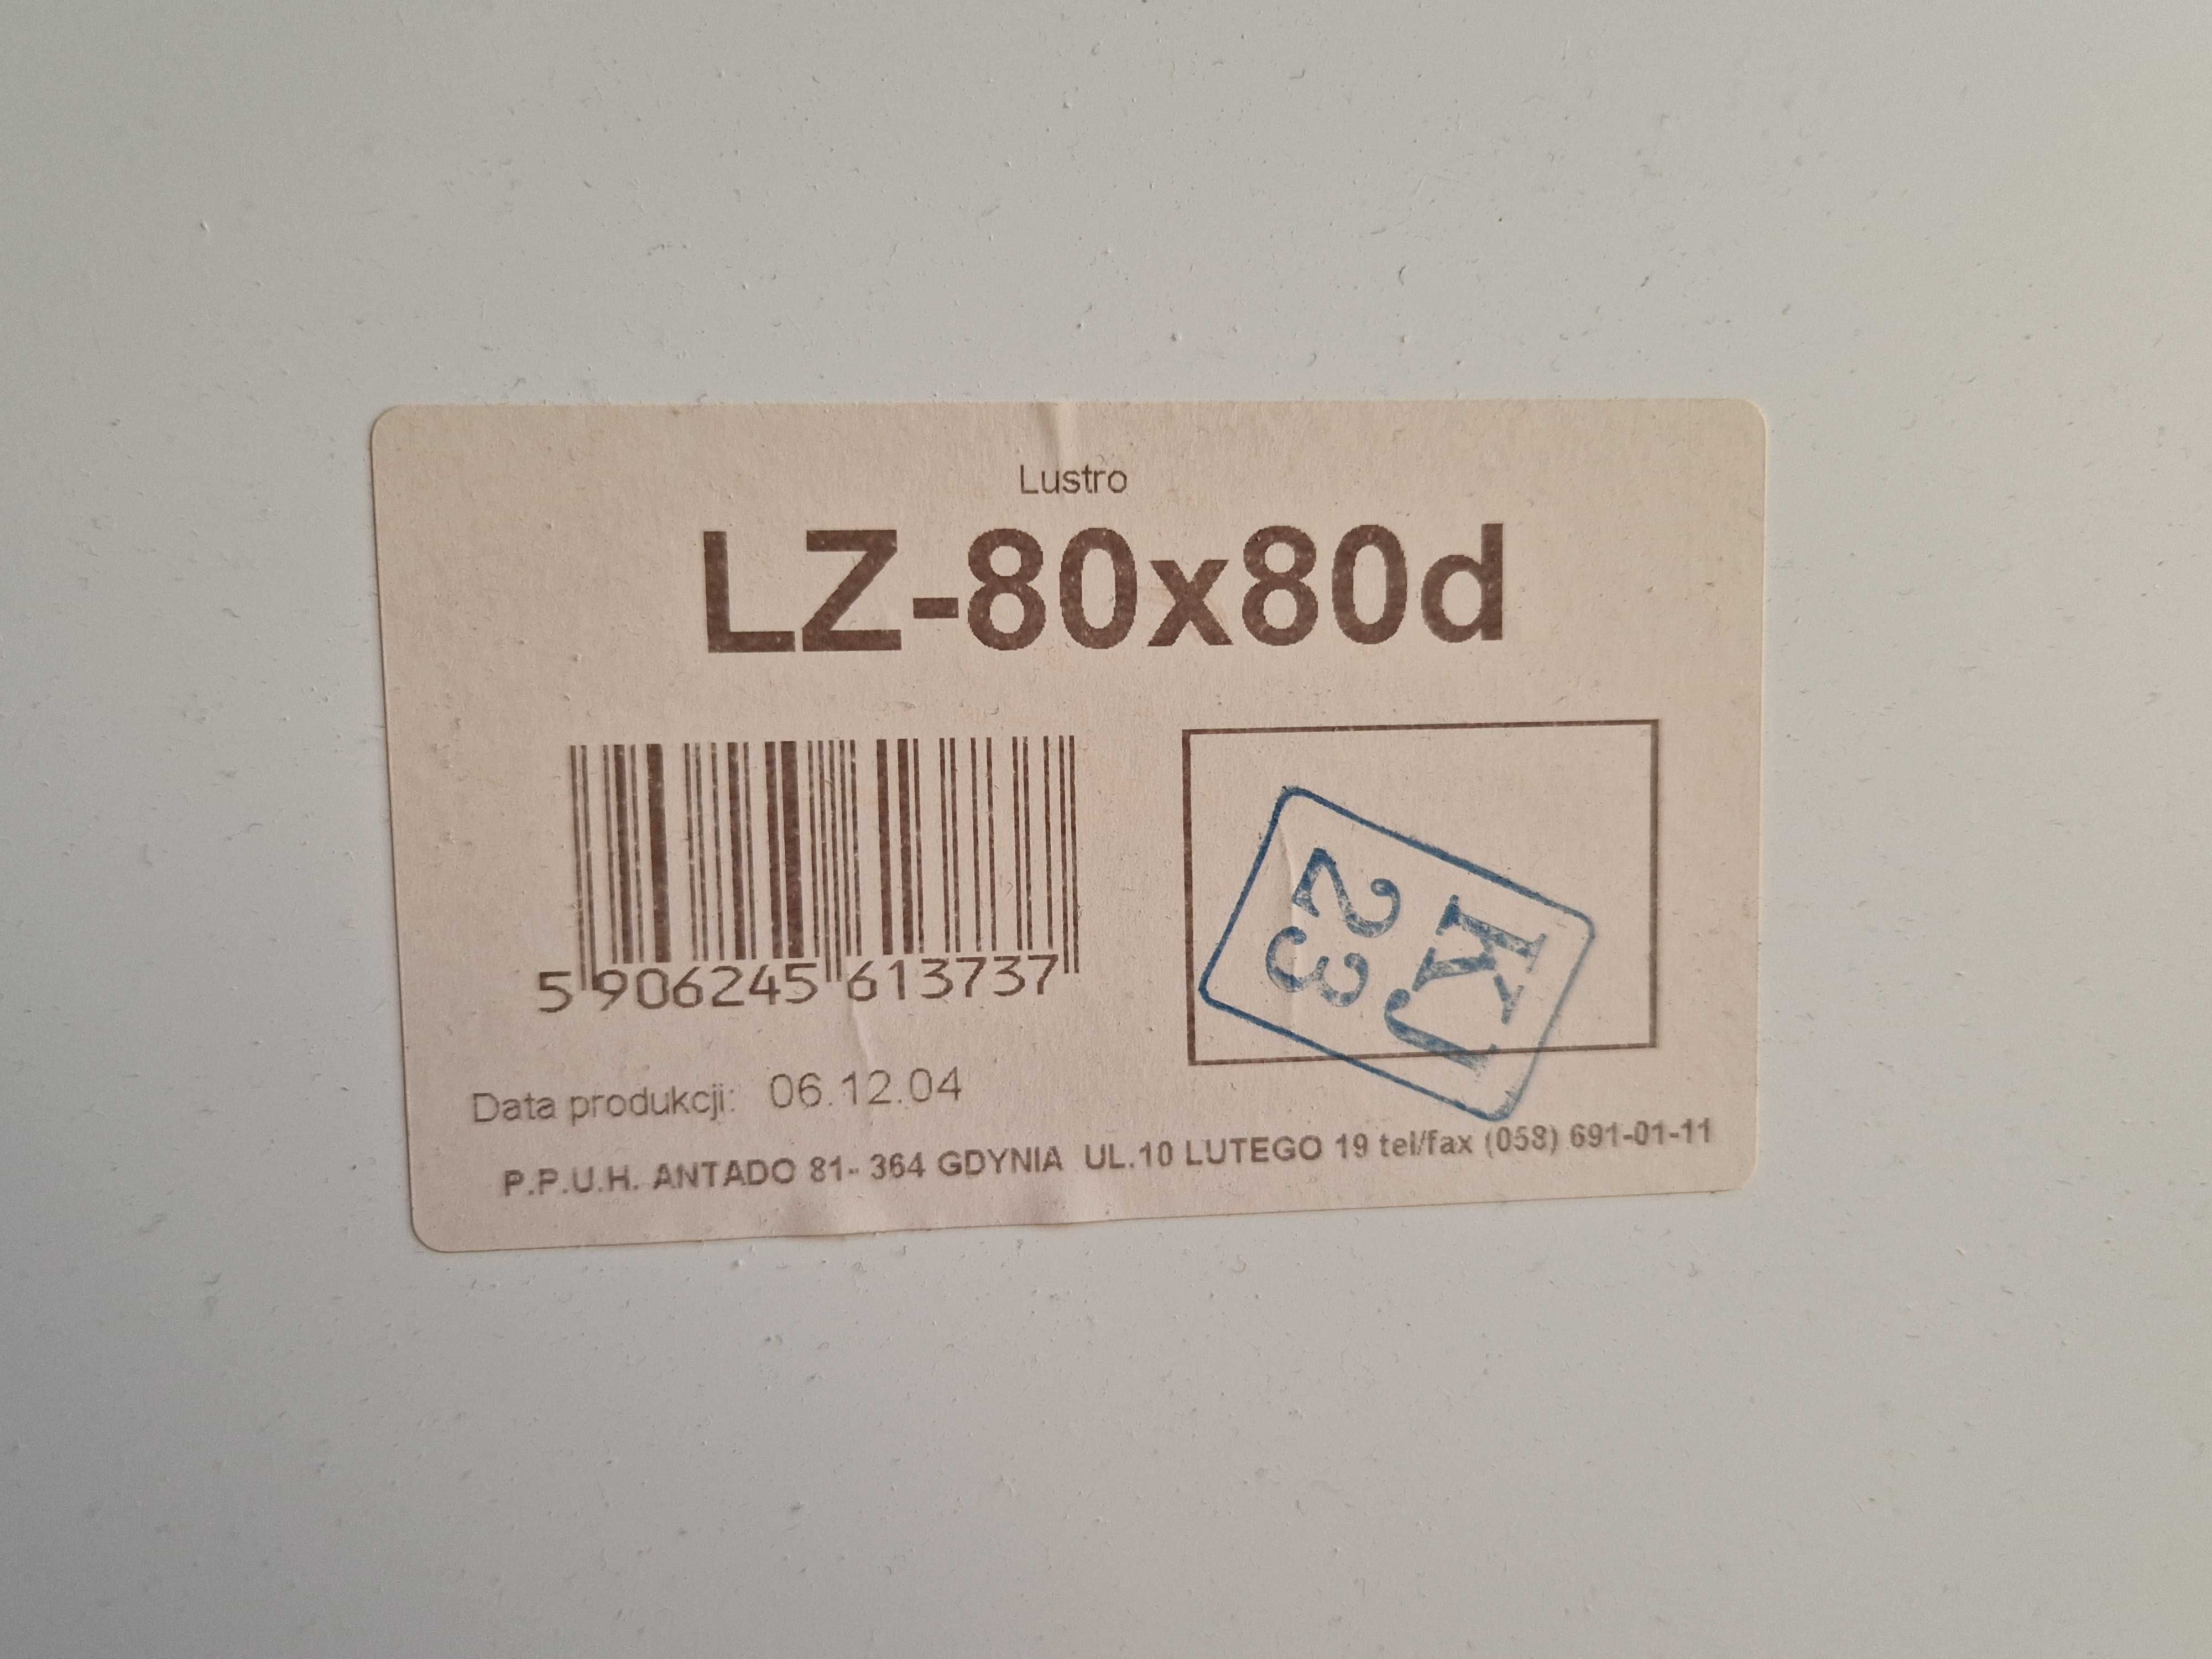 Lustro
LZ-80x80d
5 906245 613737
KJ
23
Data produkcji: 06.12.04
P.P.U.H. ANTADO 81- 364 GDYNIA UL.10 LUTEGO 19 tel/fax (058) 691-01-11